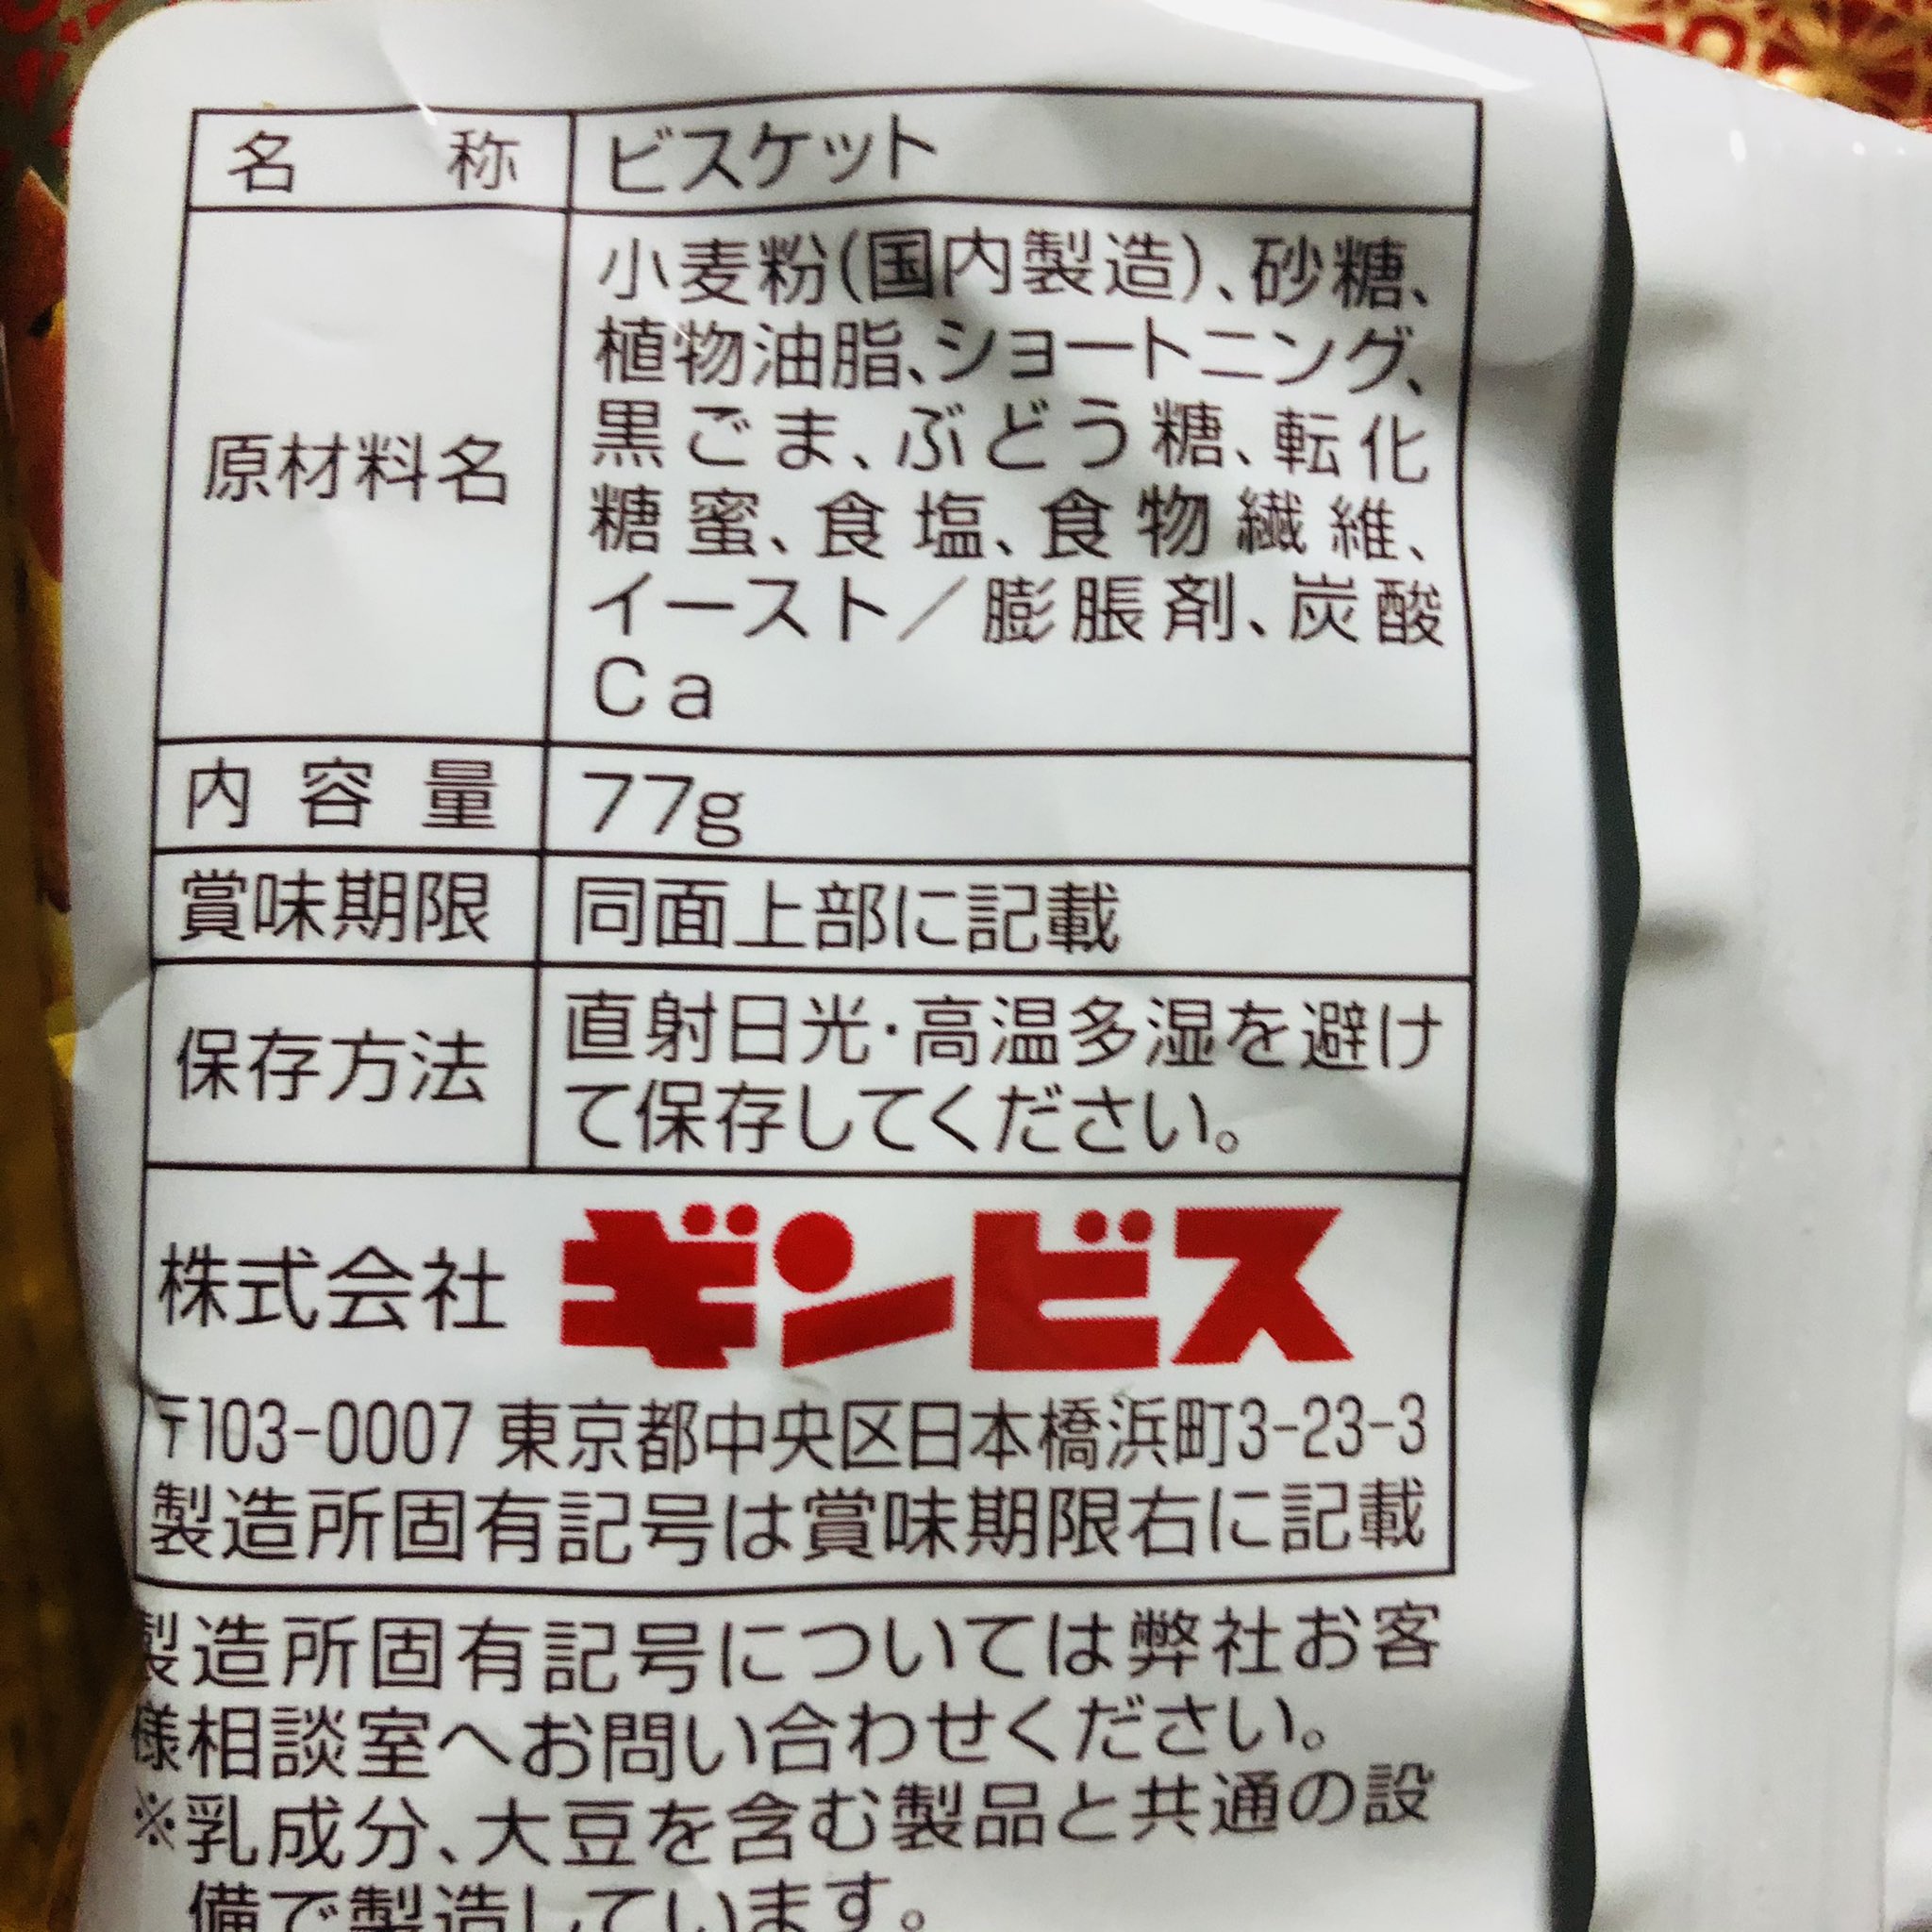 名称 ビスケット
原材料名
小麦粉(国内製造)、砂糖、
植物油脂、ショートニング、
黒ごま、ぶどう糖、転化
糖蜜、食塩、食物繊維、
イースト／膨脹剤、炭酸
Ca
内容量 77g
賞味期限 同面上部に記載
保存方法
直射日光・高温多湿を避け
て保存してください。
株式会社 ギンビス
〒103-0007 東京都中央区日本橋浜町3-23-3
製造所固有記号は賞味期限右に記載
製造所固有記号については弊社お客
様相談室へお問い合わせください。
※乳成分、大豆を含む製品と共通の設
備で製造しています。